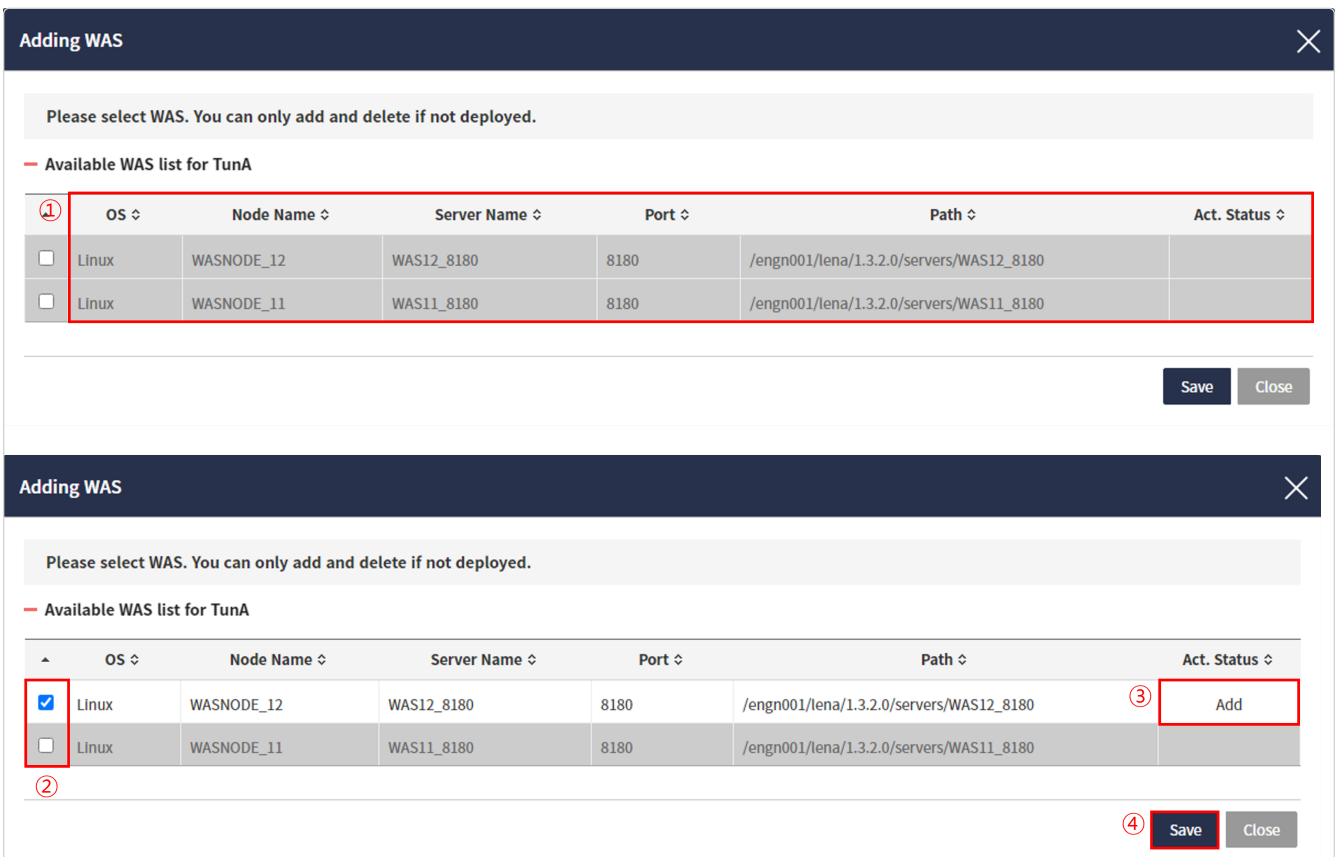 Adding WAS
Please select WAS. You can only add and delete if not deployed.
Available WAS list for TunA
① OS Node Name Server Name Port Path Act. Status
Linux WASNODE_12 WAS12_8180 8180 /engn001/lena/1.3.2.0/servers/WAS12_8180
Linux WASNODE_11 WAS11_8180 8180 /engn001/lena/1.3.2.0/servers/WAS11_8180
Save Close
Adding WAS
Please select WAS. You can only add and delete if not deployed.
Available WAS list for TunA
OS Node Name Server Name Port Path Act. Status
Linux WASNODE_12 WAS12_8180 8180 /engn001/lena/1.3.2.0/servers/WAS12_8180 ③ Add
Linux WASNODE_11 WAS11_8180 8180 /engn001/lena/1.3.2.0/servers/WAS11_8180
②
④ Save Close